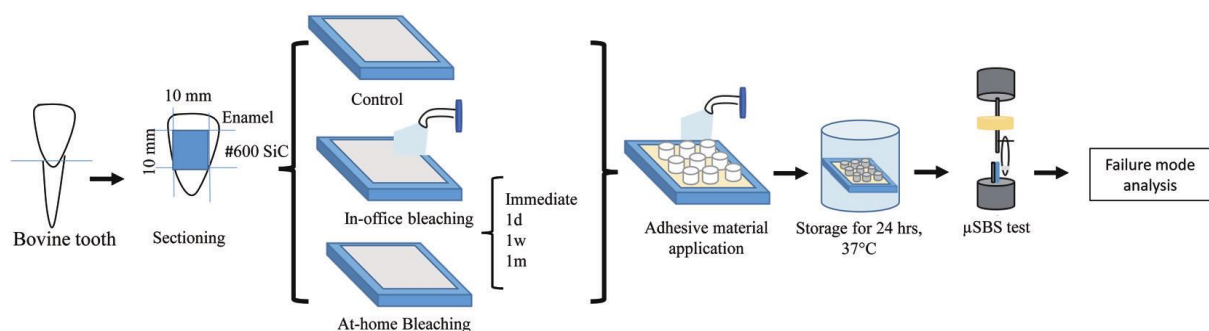 Bovine tooth
10 mm
10 mm
Enamel
#600 SiC
Sectioning
Control
In-office bleaching
At-home Bleaching
Immediate
1d
1w
1m
Adhesive material
application
Storage for 24 hrs,
37°C
µSBS test
Failure mode
analysis